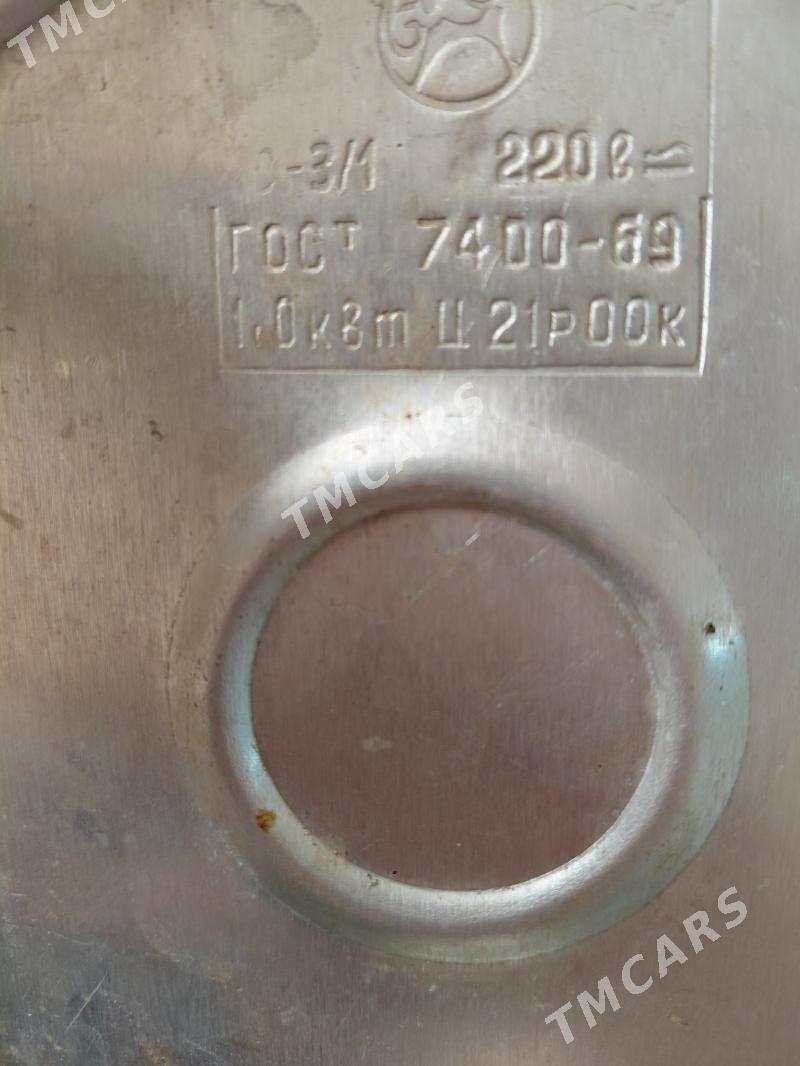 TMCARS
-3/1 220в
ГОСТ 7400-69
1.0кВт Ц 21р00к
TMCARS
TMCARS